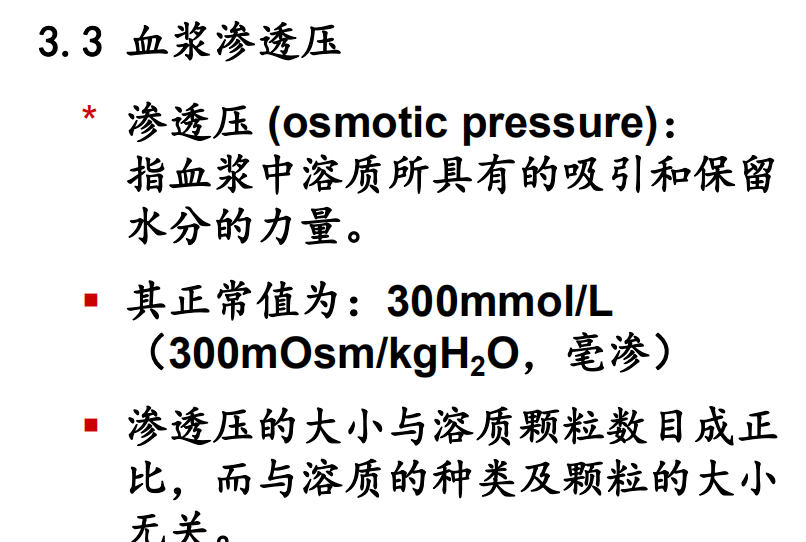 3.3 血浆渗透压
* 渗透压 (osmotic pressure)：
指血浆中溶质所具有的吸引和保留
水分的力量。
▪ 其正常值为：300mmol/L
（300mOsm/kgH₂O，毫渗）
▪ 渗透压的大小与溶质颗粒数目成正
比，而与溶质的种类及颗粒的大小
无关。